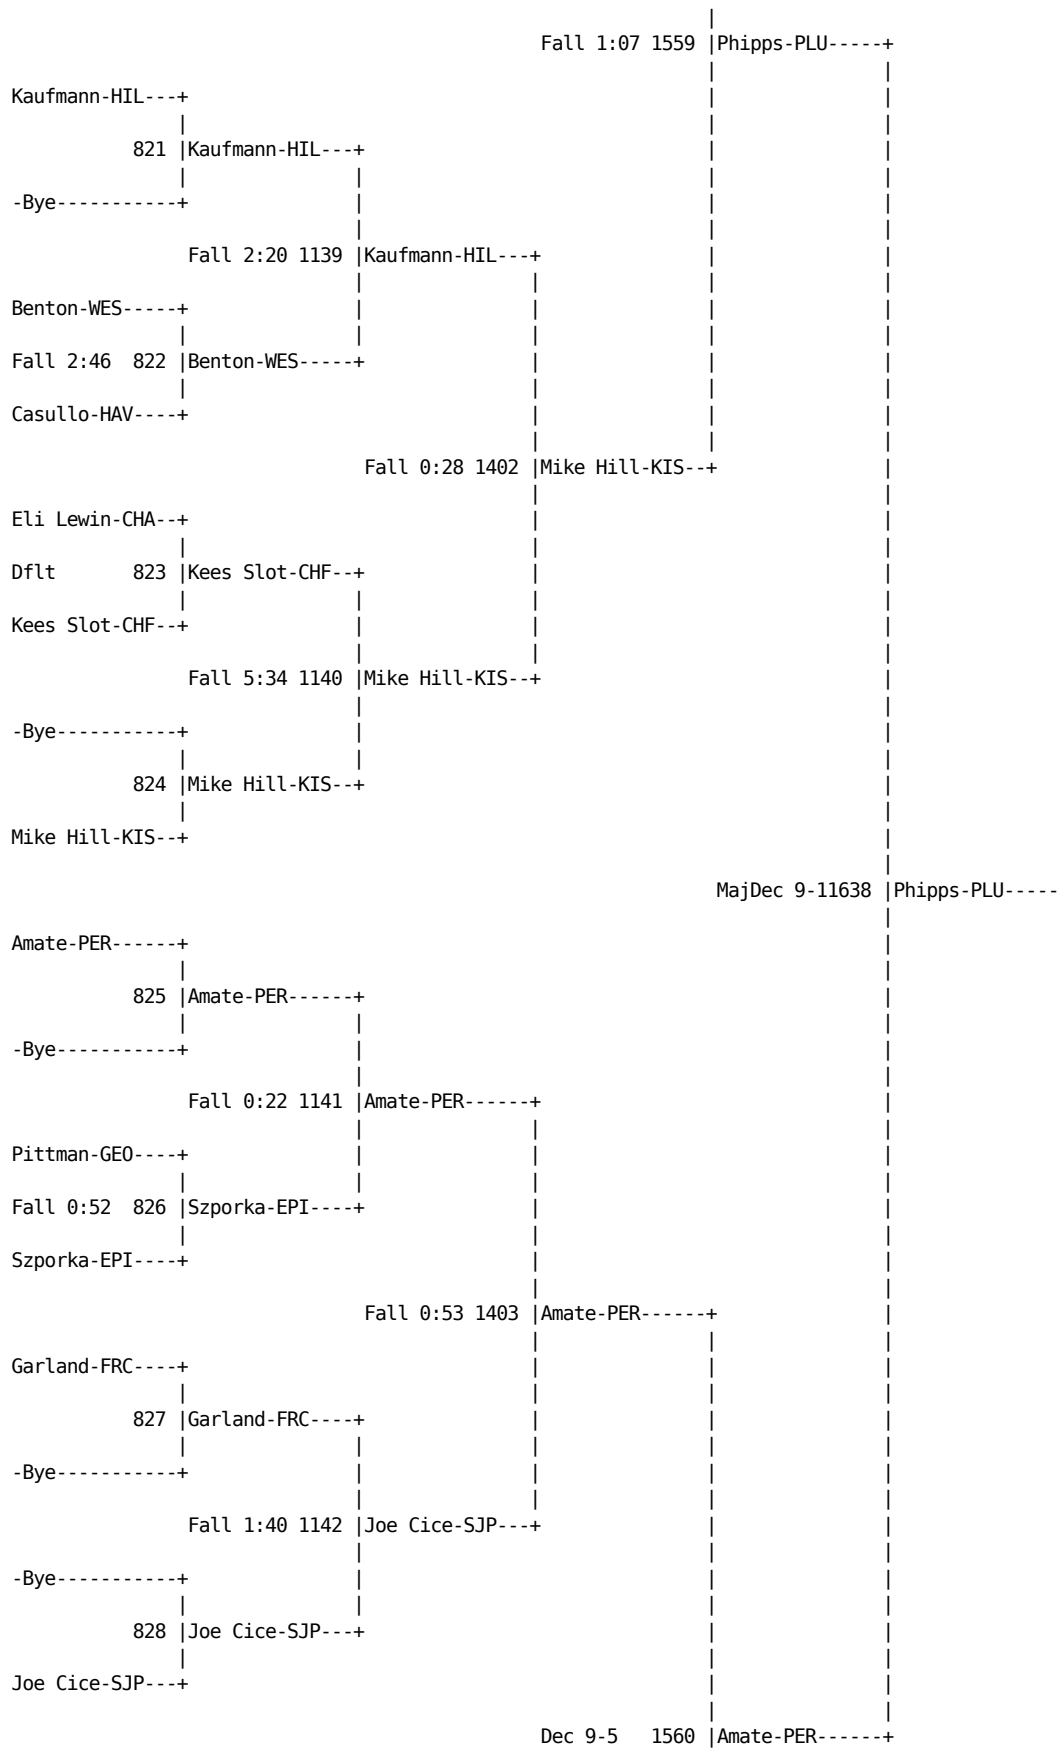 Fall 1:07 1559 |Phipps-PLU-----+
Kaufmann-HIL---+
821 |Kaufmann-HIL---+
-Bye-----------+
Fall 2:20 1139 |Kaufmann-HIL---+
Benton-WES-----+
Fall 2:46  822 |Benton-WES-----+
Casullo-HAV----+
Fall 0:28 1402 |Mike Hill-KIS--+
Eli Lewin-CHA--+
Dflt       823 |Kees Slot-CHF--+
Kees Slot-CHF--+
Fall 5:34 1140 |Mike Hill-KIS--+
-Bye-----------+
824 |Mike Hill-KIS--+
Mike Hill-KIS--+
MajDec 9-11638 |Phipps-PLU-----
Amate-PER------+
825 |Amate-PER------+
-Bye-----------+
Fall 0:22 1141 |Amate-PER------+
Pittman-GEO----+
Fall 0:52  826 |Szporka-EPI----+
Szporka-EPI----+
Fall 0:53 1403 |Amate-PER------+
Garland-FRC----+
827 |Garland-FRC----+
-Bye-----------+
Fall 1:40 1142 |Joe Cice-SJP---+
-Bye-----------+
828 |Joe Cice-SJP---+
Joe Cice-SJP---+
Dec 9-5   1560 |Amate-PER------+